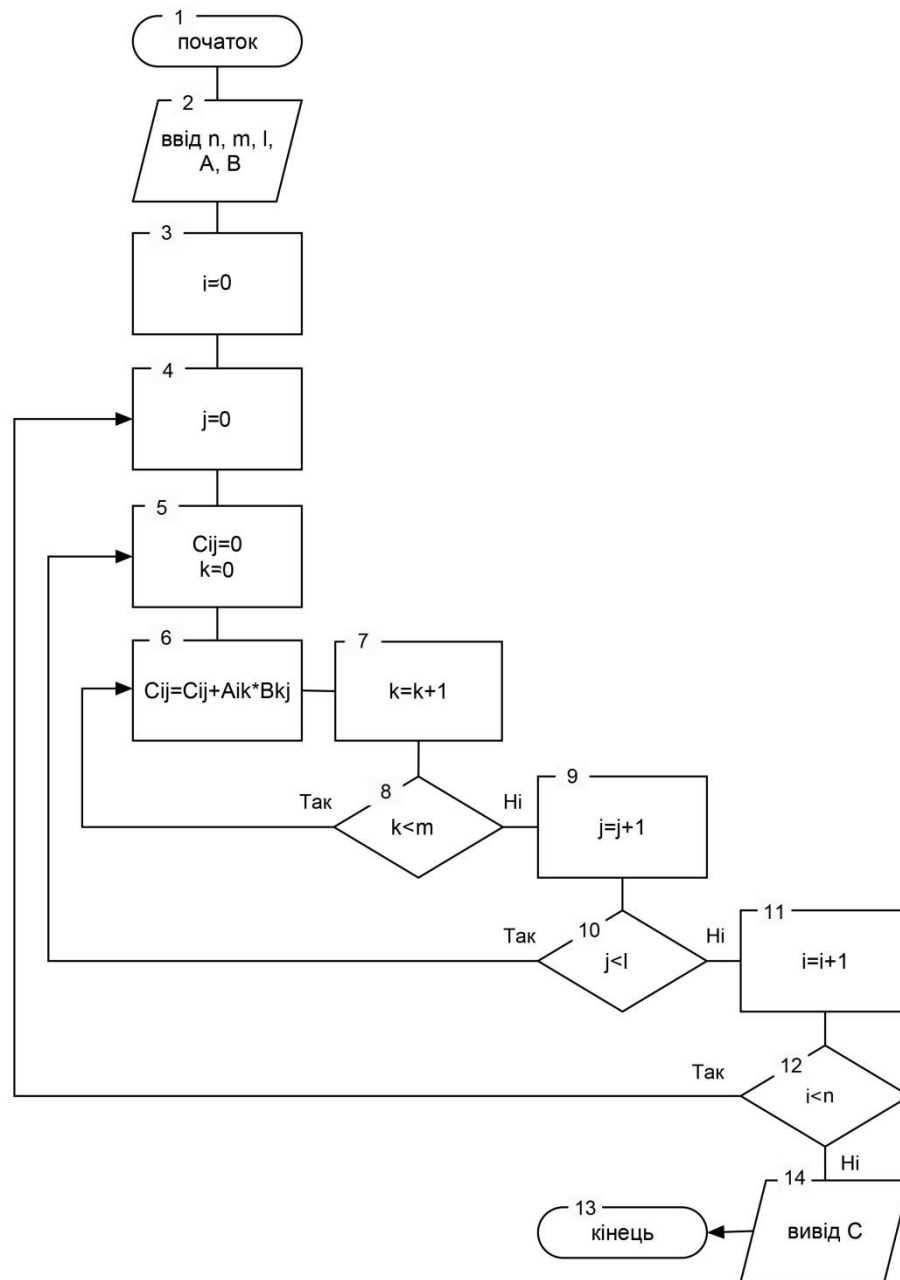 1
початок
2
ввід n, m, l,
A, B
3
i=0
4
j=0
5
Cij=0
k=0
6
Cij=Cij+Aik*Bkj
7
k=k+1
8
k<m
Так
Ні
9
j=j+1
10
j<l
Так
Ні
11
i=i+1
12
i<n
Так
Ні
14
вивід C
13
кінець